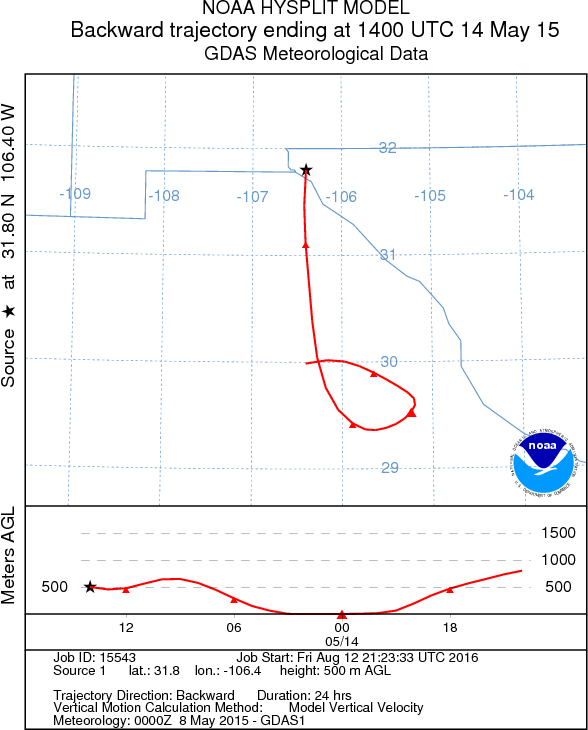 NOAA HYSPLIT MODEL
Backward trajectory ending at 1400 UTC 14 May 15
GDAS Meteorological Data
Source ★ at 31.80 N 106.40 W
32
-109 -108 -107 -106 -105 -104
31
30
29
noaa
Meters AGL
1500
1000
500 500
12 06 00 18
05/14
Job ID: 15543 Job Start: Fri Aug 12 21:23:33 UTC 2016
Source 1 lat.: 31.8 lon.: -106.4 height: 500 m AGL
Trajectory Direction: Backward Duration: 24 hrs
Vertical Motion Calculation Method: Model Vertical Velocity
Meteorology: 0000Z 8 May 2015 - GDAS1